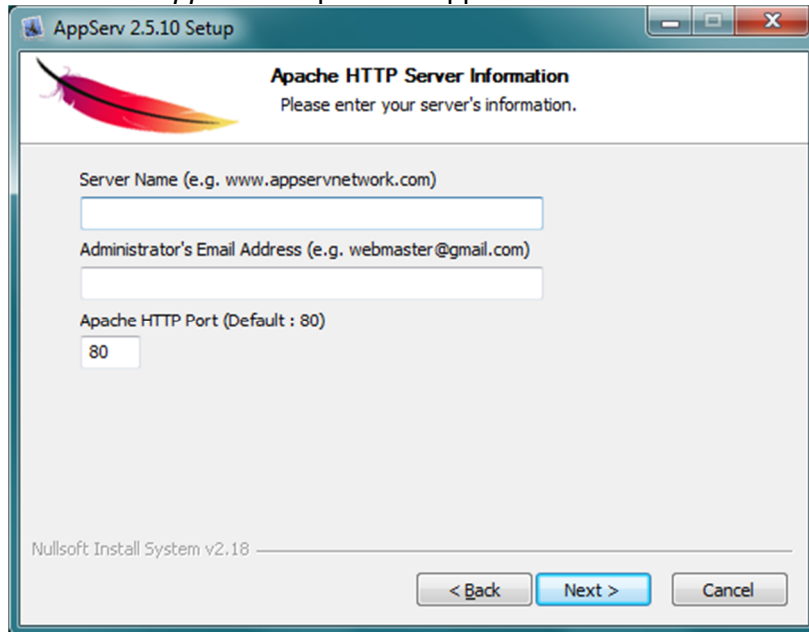 AppServ 2.5.10 Setup
Apache HTTP Server Information
Please enter your server's information.
Server Name (e.g. www.appservnetwork.com)
Administrator's Email Address (e.g. webmaster@gmail.com)
Apache HTTP Port (Default : 80)
80
Nullsoft Install System v2.18
< Back Next > Cancel